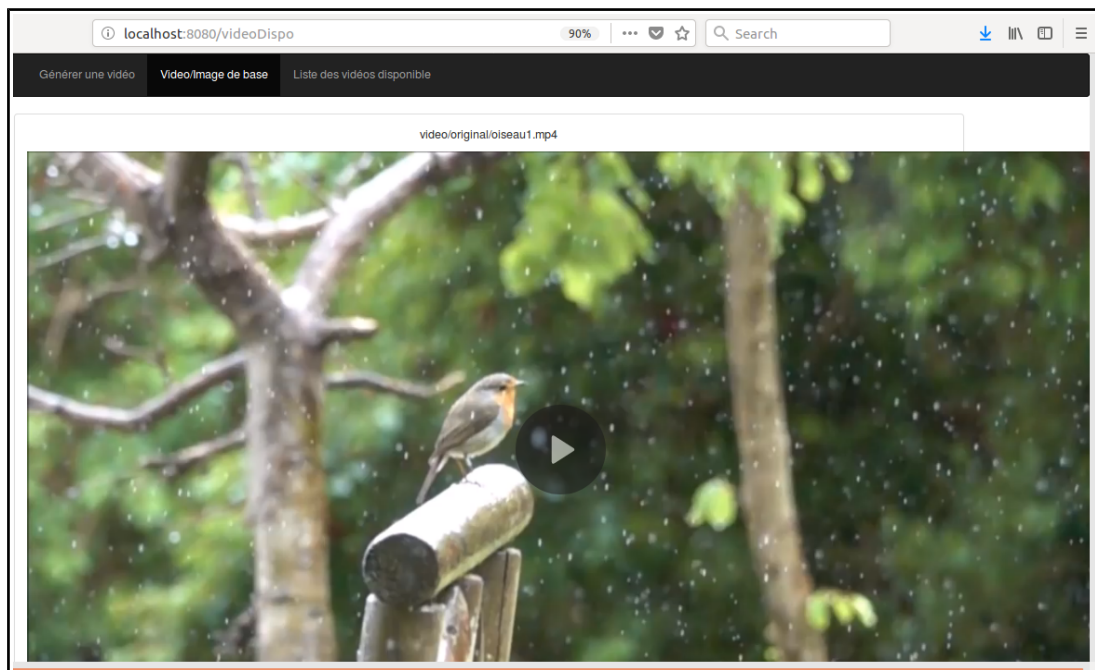 localhost:8080/videoDispo 90% Search
Générer une vidéo Video/Image de base Liste des vidéos disponible
video/original/oiseau1.mp4